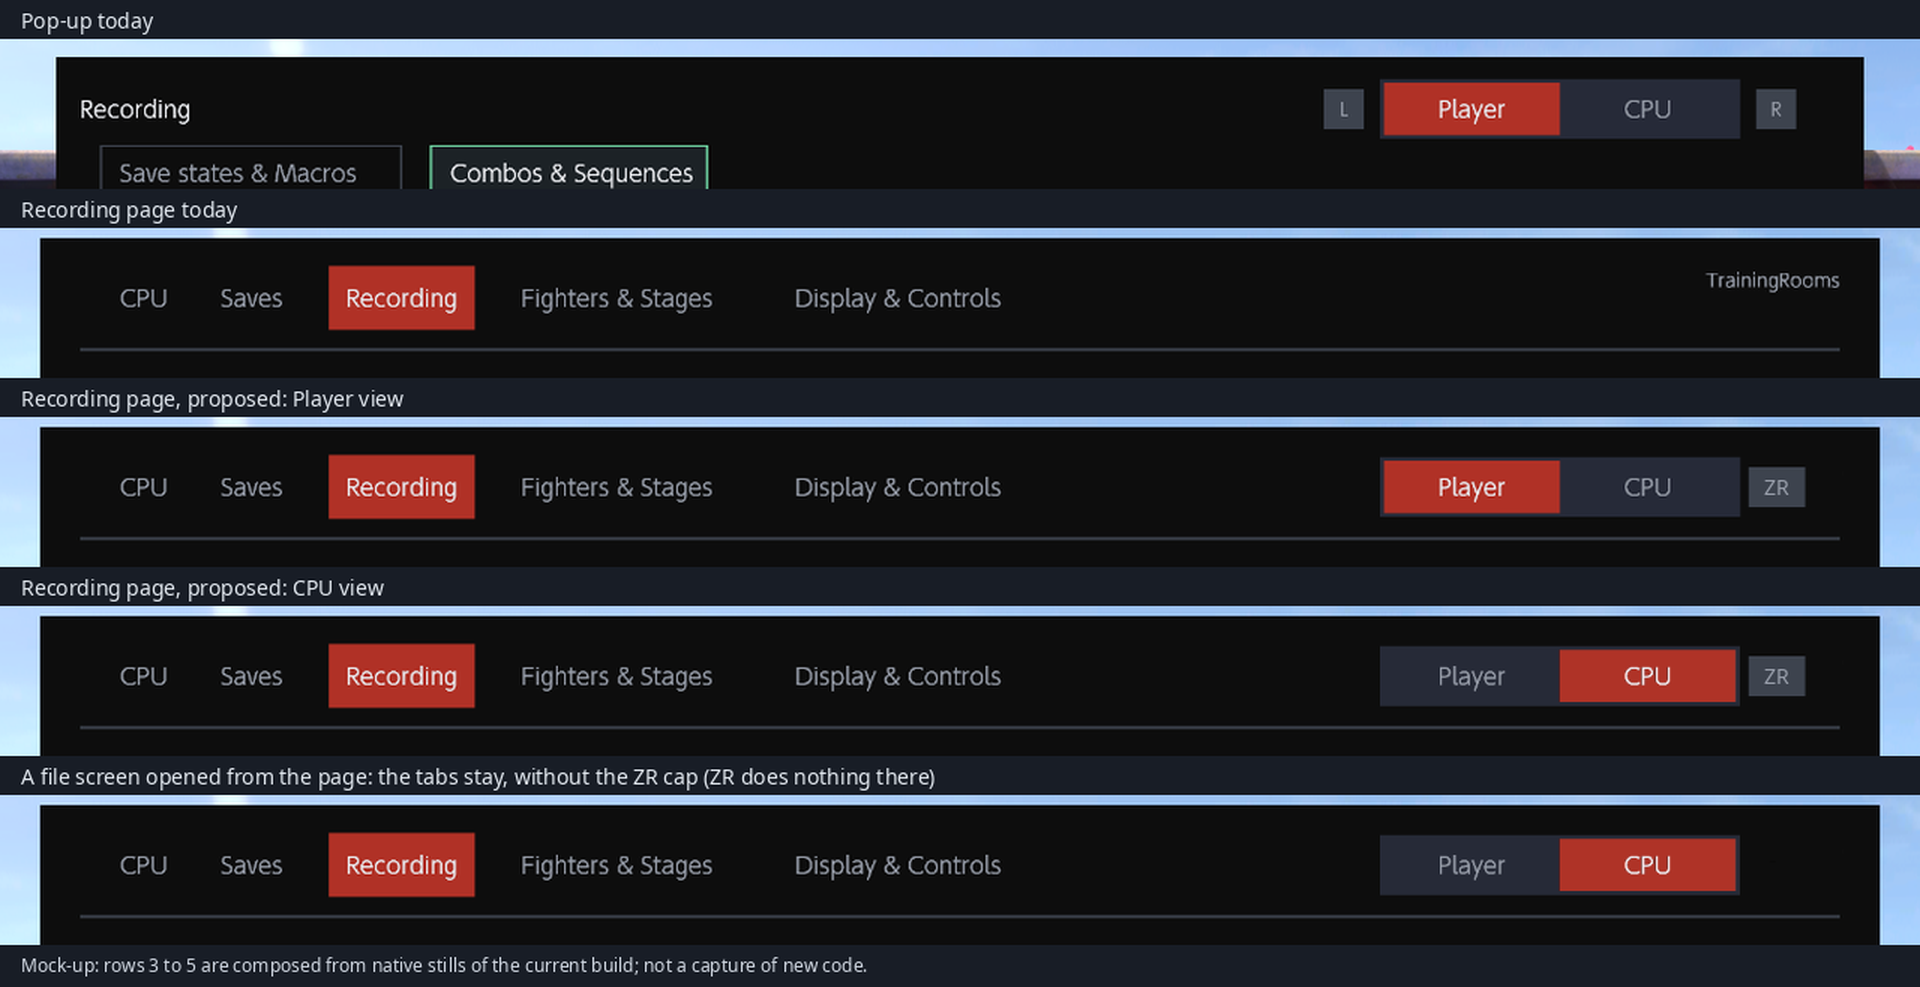 Pop-up today
Recording
L Player CPU R
Save states & Macros Combos & Sequences
Recording page today
CPU Saves Recording Fighters & Stages Display & Controls TrainingRooms
Recording page, proposed: Player view
CPU Saves Recording Fighters & Stages Display & Controls Player CPU ZR
Recording page, proposed: CPU view
CPU Saves Recording Fighters & Stages Display & Controls Player CPU ZR
A file screen opened from the page: the tabs stay, without the ZR cap (ZR does nothing there)
CPU Saves Recording Fighters & Stages Display & Controls Player CPU
Mock-up: rows 3 to 5 are composed from native stills of the current build; not a capture of new code.